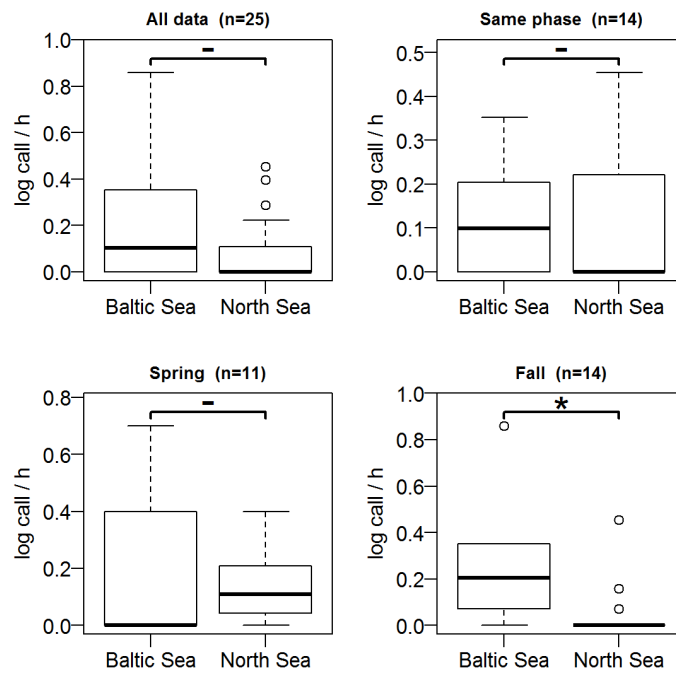 All data (n=25)
log call / h
1.0
0.8
0.6
0.4
0.2
0.0
-
Baltic Sea North Sea
Same phase (n=14)
log call / h
0.5
0.4
0.3
0.2
0.1
0.0
-
Baltic Sea North Sea
Spring (n=11)
log call / h
0.8
0.6
0.4
0.2
0.0
-
Baltic Sea North Sea
Fall (n=14)
log call / h
1.0
0.8
0.6
0.4
0.2
0.0
*
Baltic Sea North Sea